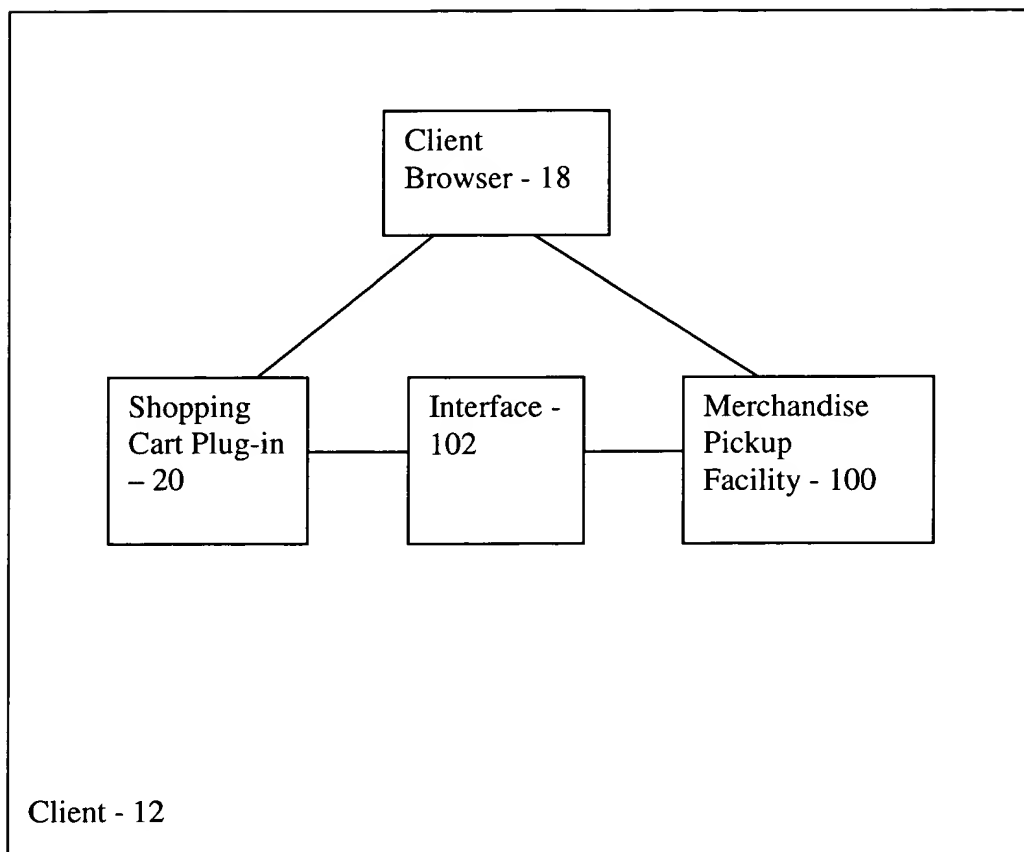 Client
Browser - 18
Shopping
Cart Plug-in
– 20
Interface -
102
Merchandise
Pickup
Facility - 100
Client - 12